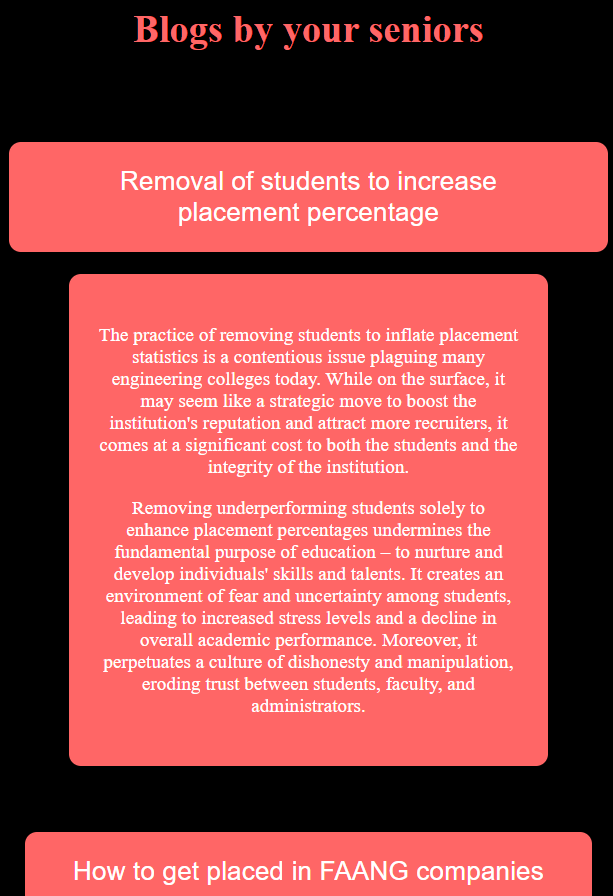 Blogs by your seniors
Removal of students to increase
placement percentage
The practice of removing students to inflate placement
statistics is a contentious issue plaguing many
engineering colleges today. While on the surface, it
may seem like a strategic move to boost the
institution's reputation and attract more recruiters, it
comes at a significant cost to both the students and the
integrity of the institution.
Removing underperforming students solely to
enhance placement percentages undermines the
fundamental purpose of education – to nurture and
develop individuals' skills and talents. It creates an
environment of fear and uncertainty among students,
leading to increased stress levels and a decline in
overall academic performance. Moreover, it
perpetuates a culture of dishonesty and manipulation,
eroding trust between students, faculty, and
administrators.
How to get placed in FAANG companies